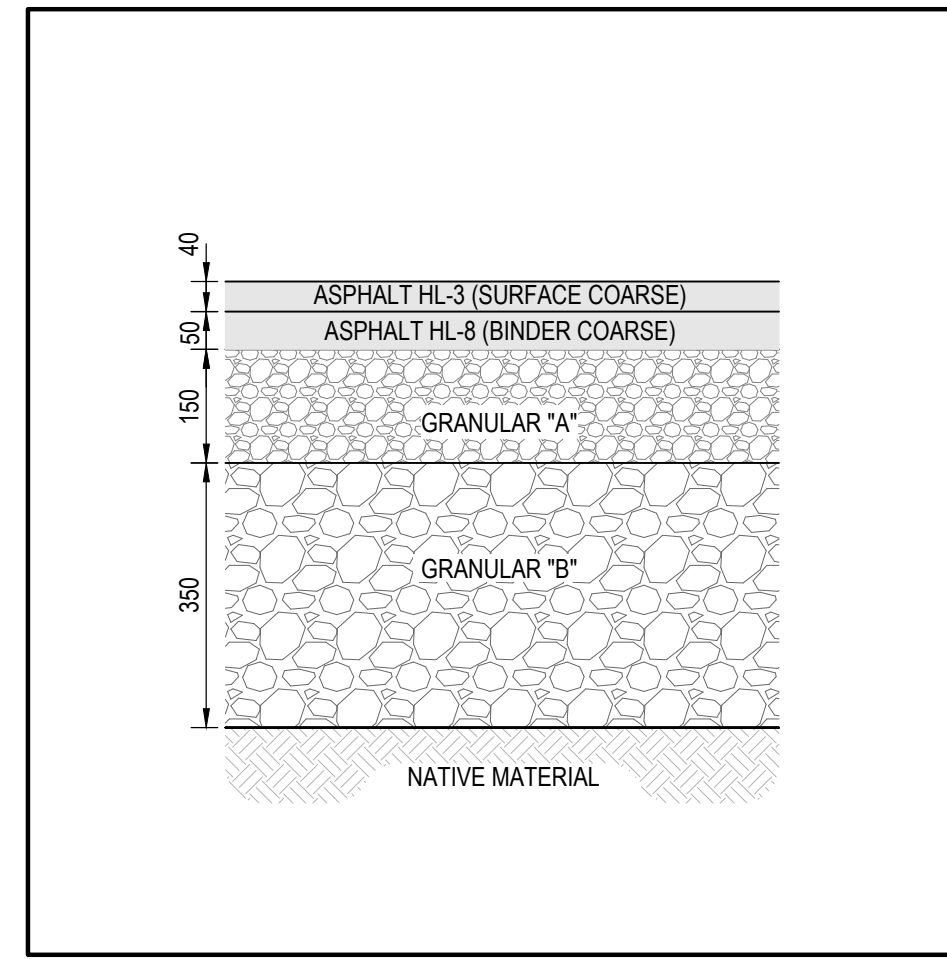 40
ASPHALT HL-3 (SURFACE COARSE)
50
ASPHALT HL-8 (BINDER COARSE)
150
GRANULAR "A"
350
GRANULAR "B"
NATIVE MATERIAL